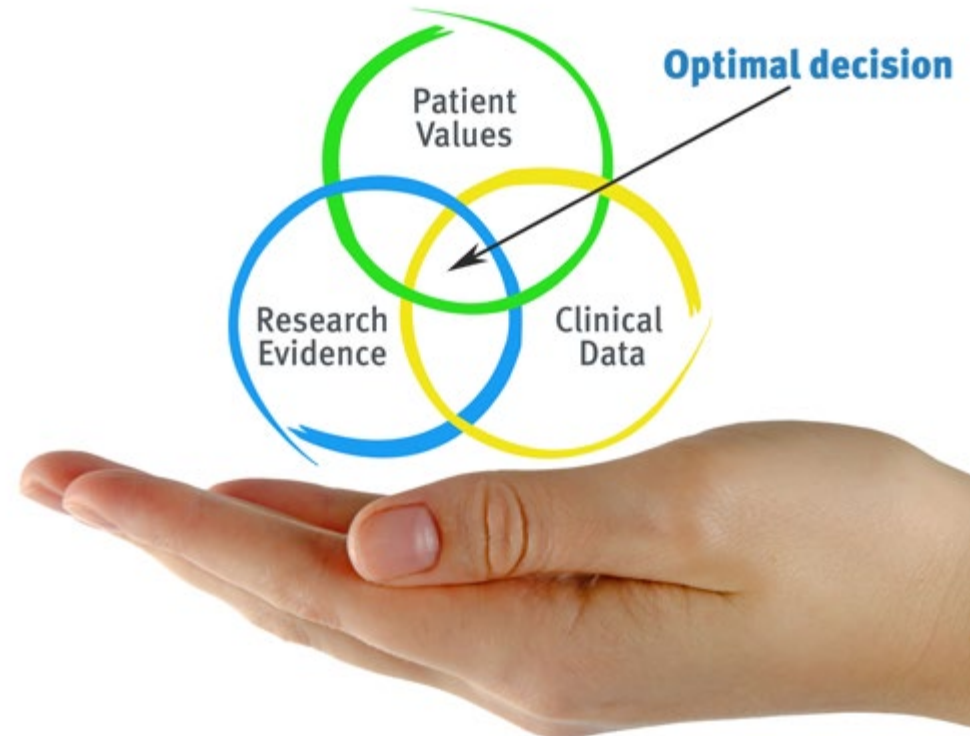 Optimal decision
Patient
Values
Research
Evidence
Clinical
Data